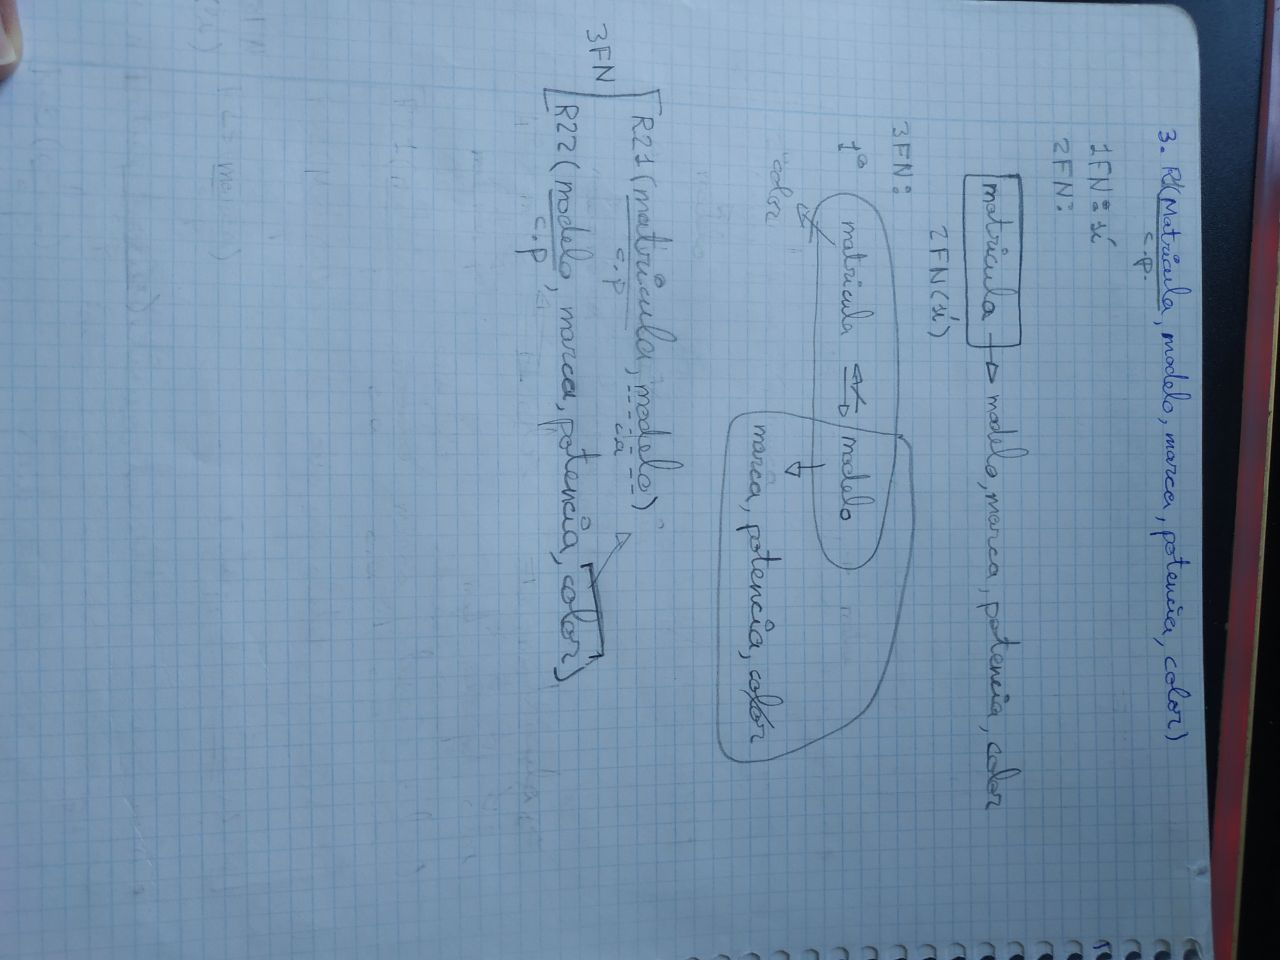 3. R1(Matrícula, modelo, marca, potencia, color)
c.p.
1FN: sí
2FN:
matricula → modelo, marca, potencia, color
2FN(sí)
3FN:
1º matricula modelo
color
marca, potencia, color
3FN
R21(matricula, modelo)
c.p c.a
R22(modelo, marca, potencia, color)
c.p